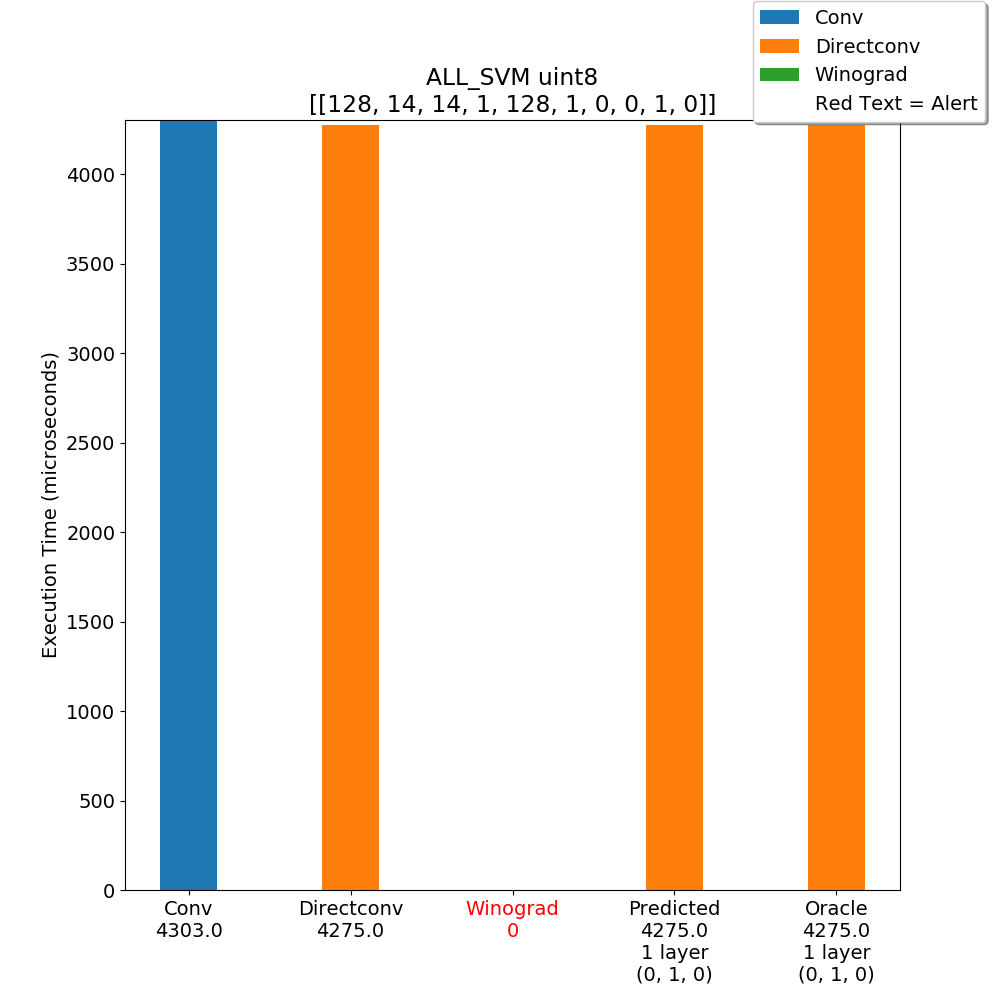 Conv
Directconv
Winograd
Red Text = Alert
ALL_SVM uint8
[[128, 14, 14, 1, 128, 1, 0, 0, 1, 0]]
Execution Time (microseconds)
4000
3500
3000
2500
2000
1500
1000
500
0
Conv
4303.0
Directconv
4275.0
Winograd
0
Predicted
4275.0
1 layer
(0, 1, 0)
Oracle
4275.0
1 layer
(0, 1, 0)